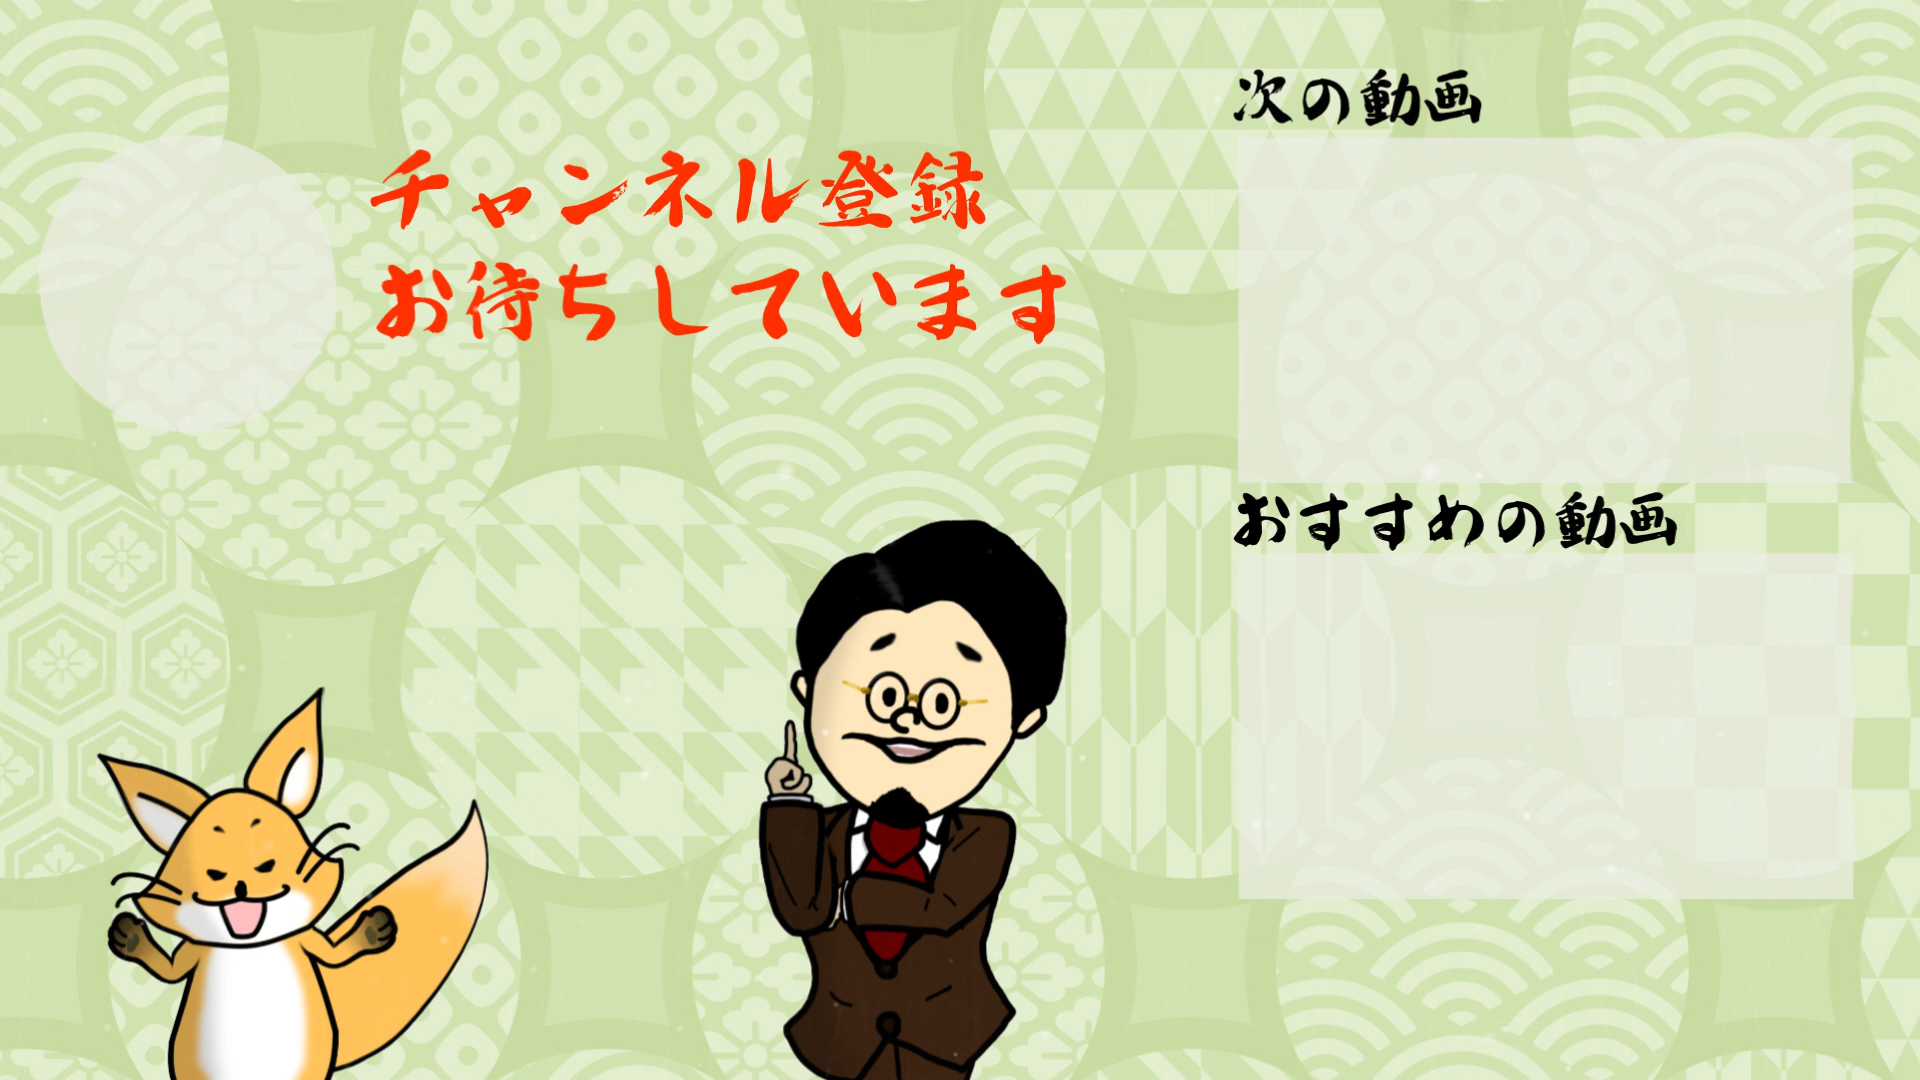 チャンネル登録
お待ちしています
次の動画
おすすめの動画